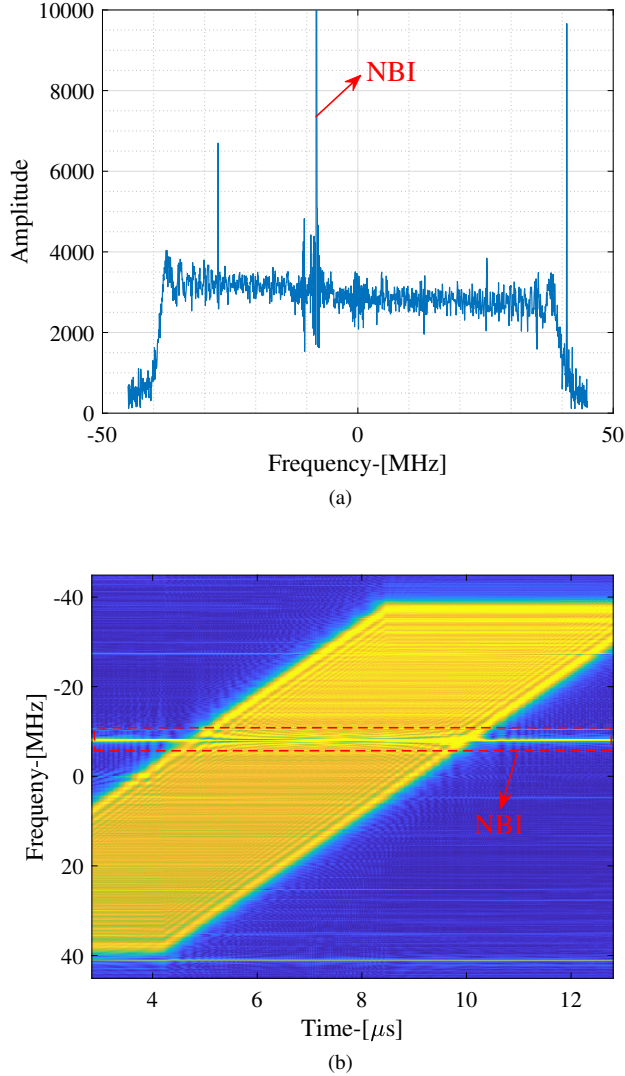 10000
8000
6000
4000
2000
0
Amplitude
NBI
-50
0
50
Frequency-[MHz]
(a)
-40
-20
0
20
40
Frequeny-[MHz]
NBI
4
6
8
10
12
Time-[μs]
(b)